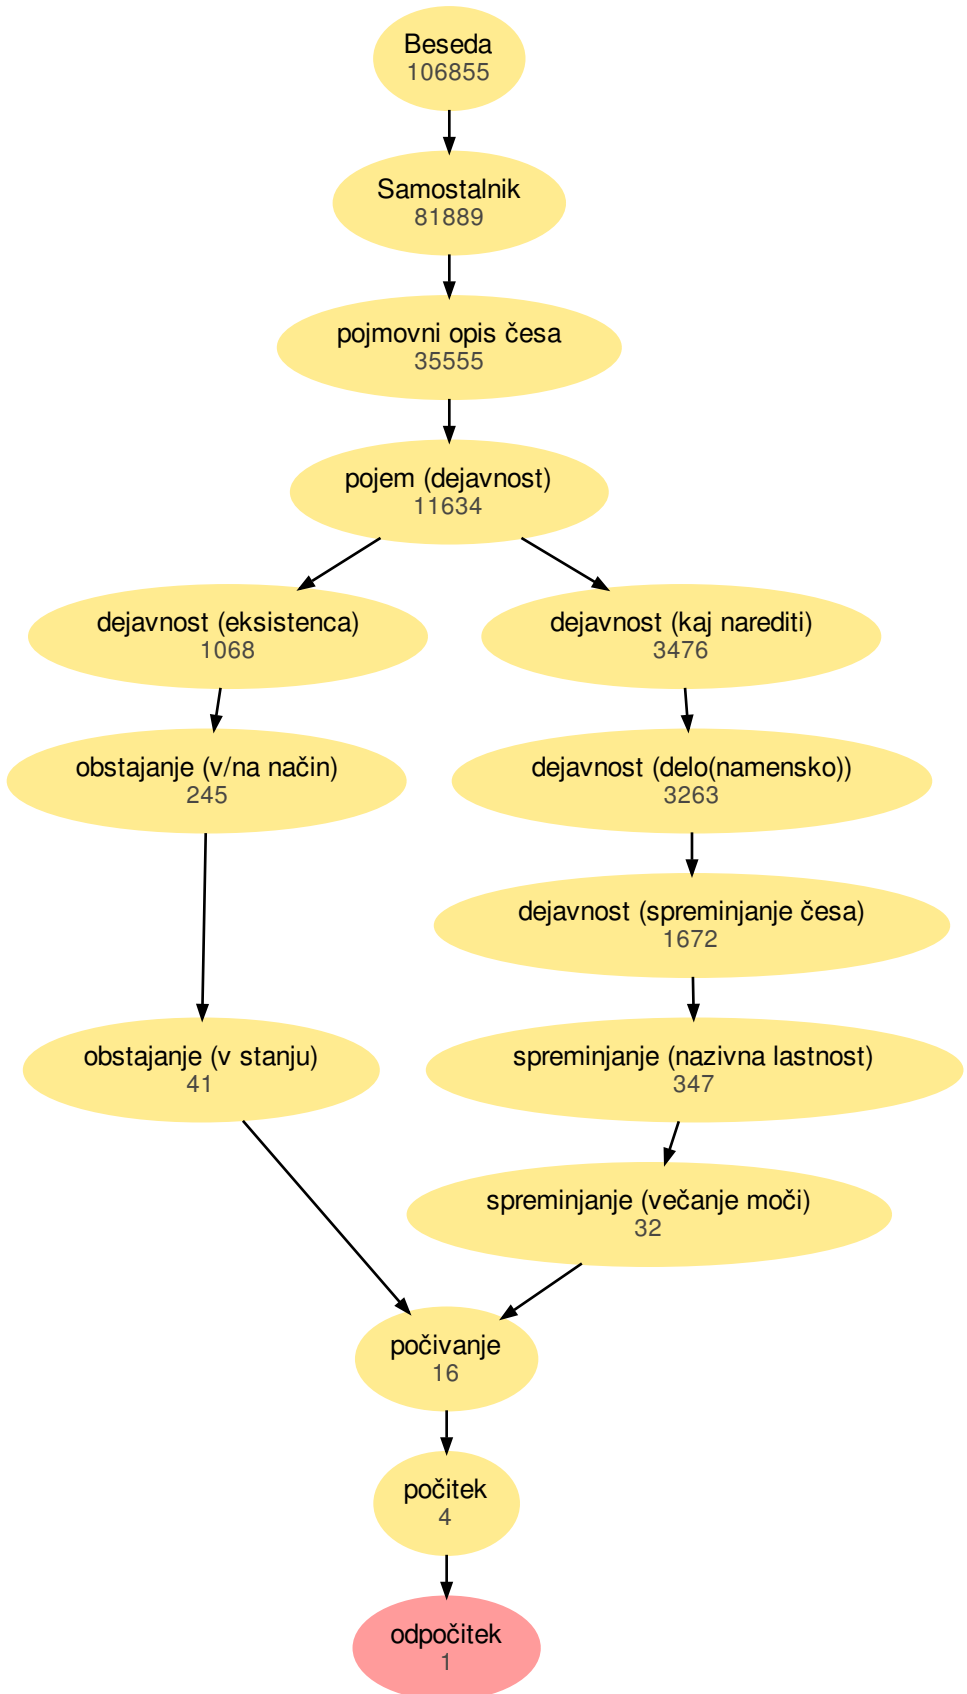 Beseda
106855
Samostalnik
81889
pojmovni opis česa
35555
pojem (dejavnost)
11634
dejavnost (eksistenca)
1068
dejavnost (kaj narediti)
3476
obstajanje (v/na način)
245
dejavnost (delo(namensko))
3263
dejavnost (spreminjanje česa)
1672
obstajanje (v stanju)
41
spreminjanje (nazivna lastnost)
347
spreminjanje (večanje moči)
32
počivanje
16
počitek
4
odpočitek
1